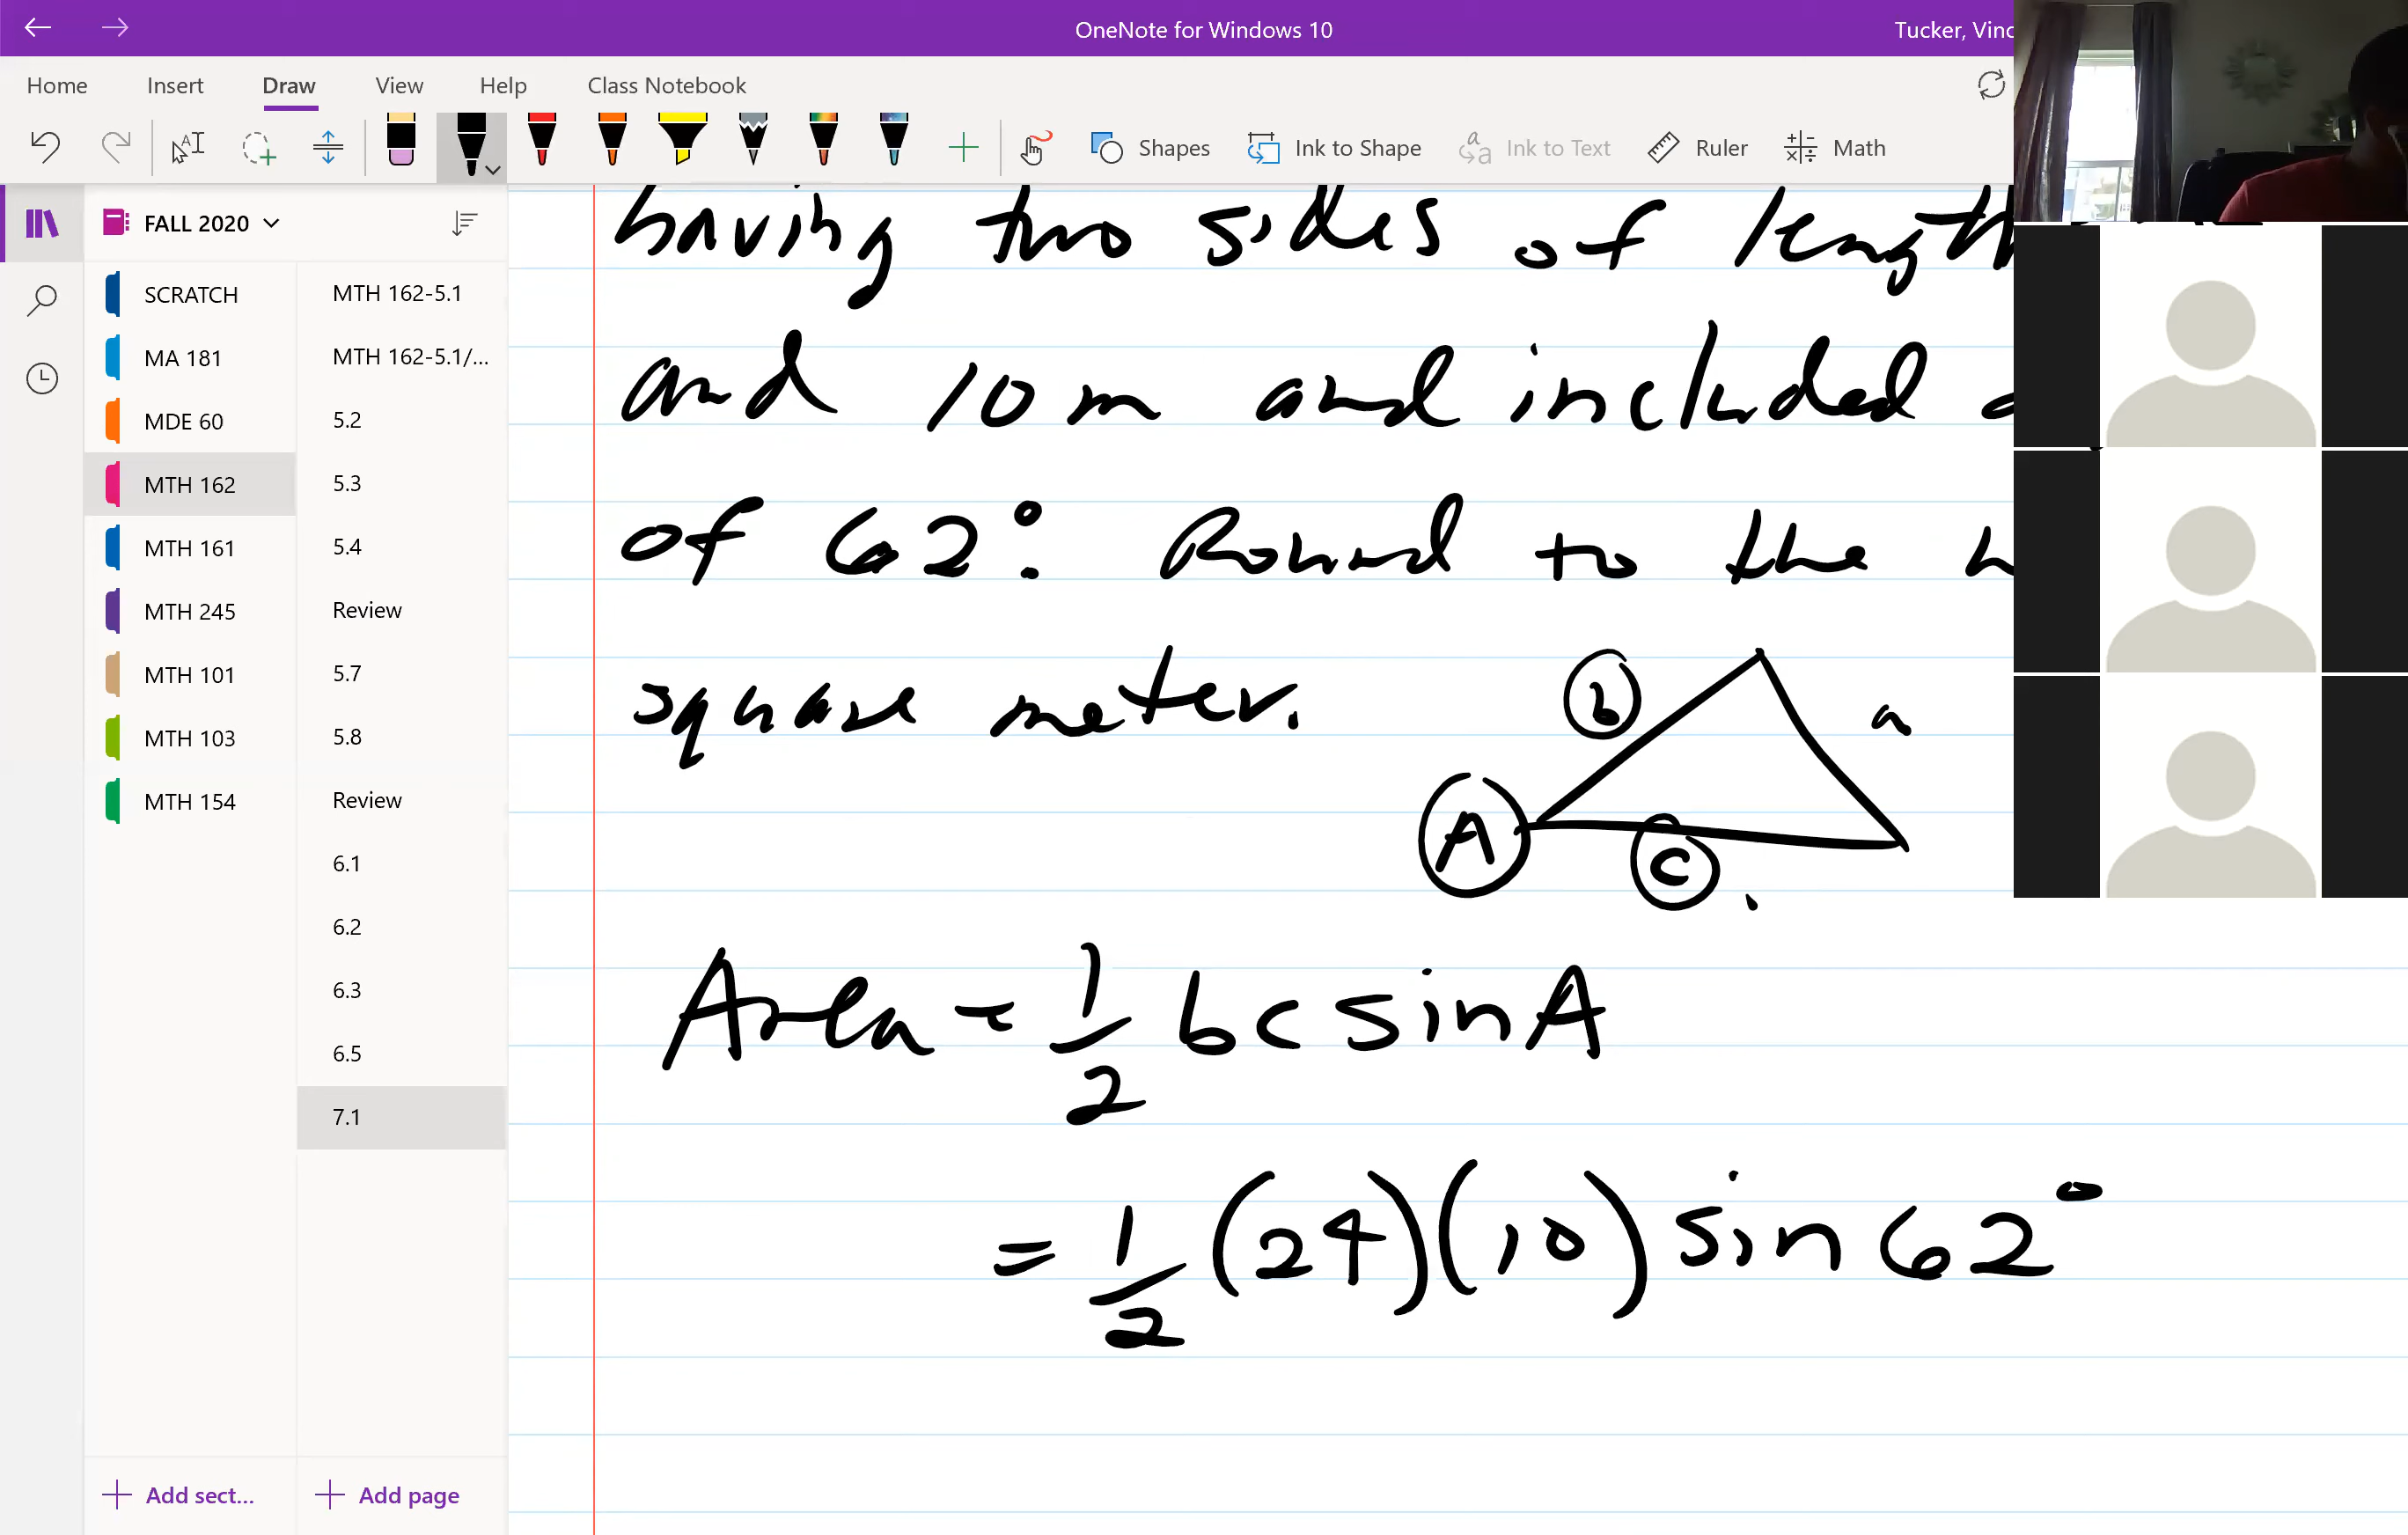 OneNote for Windows 10
Tucker, Vinc
Home Insert Draw View Help Class Notebook
Shapes Ink to Shape Ink to Text Ruler Math
FALL 2020
SCRATCH
MA 181
MDE 60
MTH 162
MTH 161
MTH 245
MTH 101
MTH 103
MTH 154
Add sect...
MTH 162-5.1
MTH 162-5.1/...
5.2
5.3
5.4
Review
5.7
5.8
Review
6.1
6.2
6.3
6.5
7.1
Add page
having two sides of length
and 10 m and included
of 62°. Round to the
square meter.
b
a
A
c
Area = 1/2 bc sin A
= 1/2 (24)(10) sin 62°